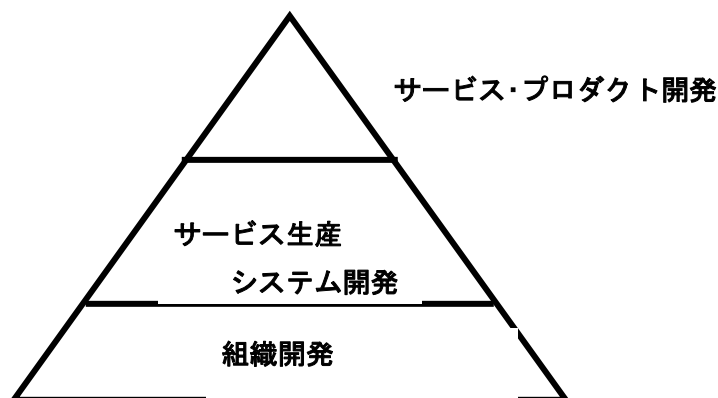 サービス・プロダクト開発
サービス生産
システム開発
組織開発